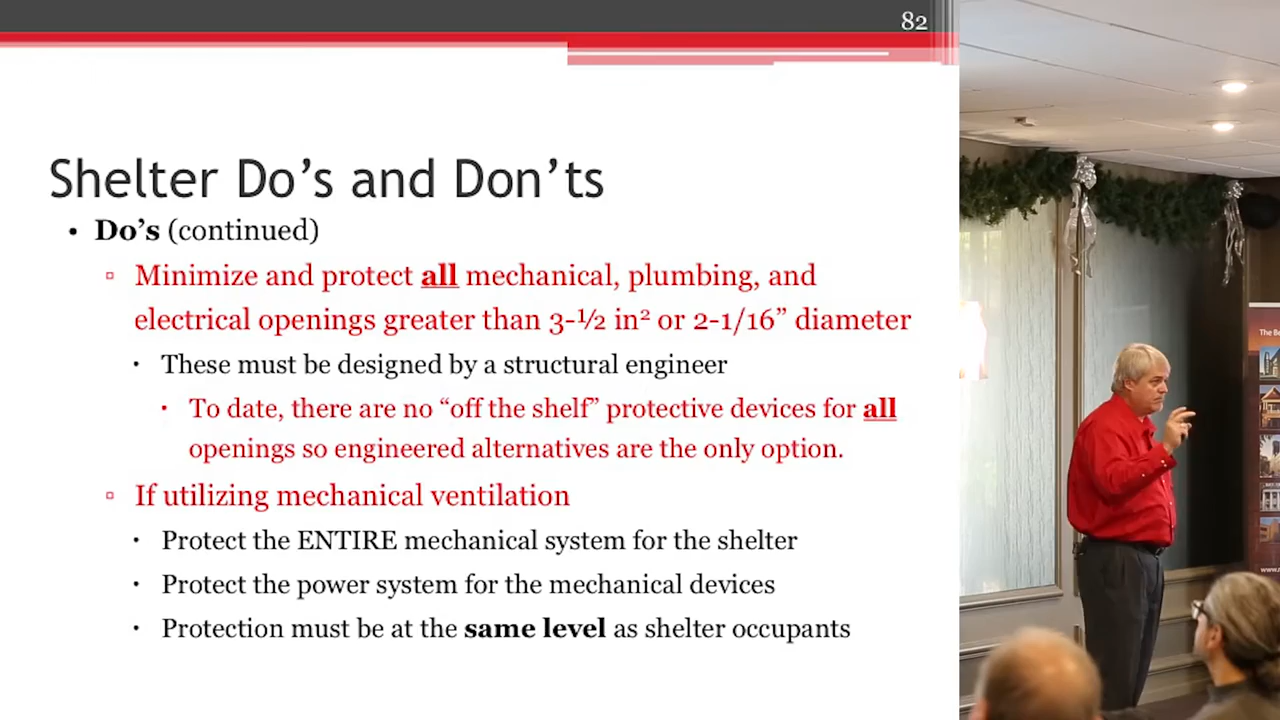 82
Shelter Do’s and Don’ts
• Do’s (continued)
▫ Minimize and protect all mechanical, plumbing, and
electrical openings greater than 3-½ in² or 2-1/16” diameter
• These must be designed by a structural engineer
• To date, there are no “off the shelf” protective devices for all
openings so engineered alternatives are the only option.
▫ If utilizing mechanical ventilation
• Protect the ENTIRE mechanical system for the shelter
• Protect the power system for the mechanical devices
• Protection must be at the same level as shelter occupants
The Be
www.